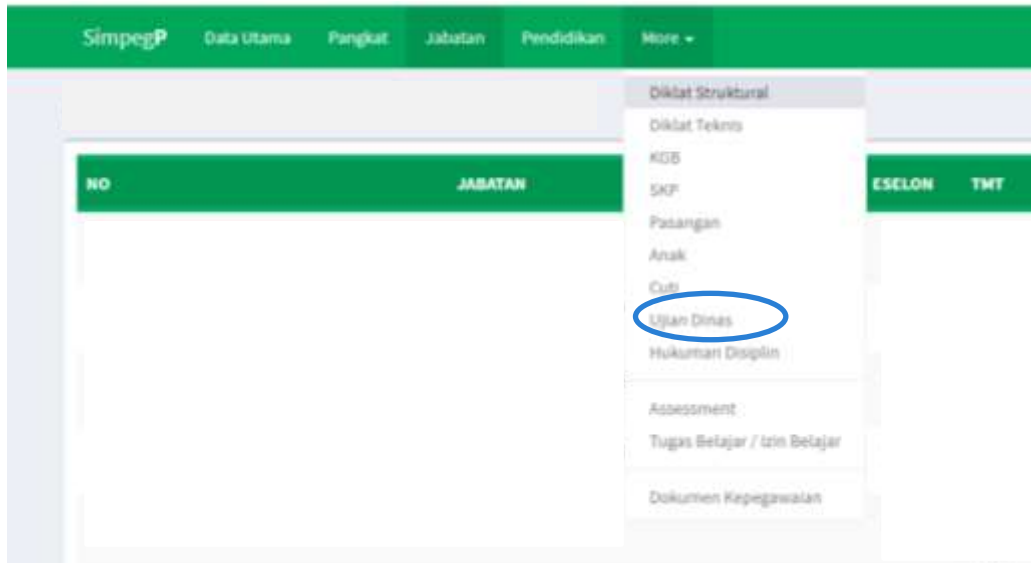 SimpegP Data Utama Pangkat Jabatan Pendidikan More
Diklat Struktural
Diklat Teknis
KGB
NO JABATAN ESELON TMT
SKP
Pasangan
Anak
Cuti
Ujian Dinas
Hukuman Disiplin
Assessment
Tugas Belajar / Izin Belajar
Dokumen Kepegawaian